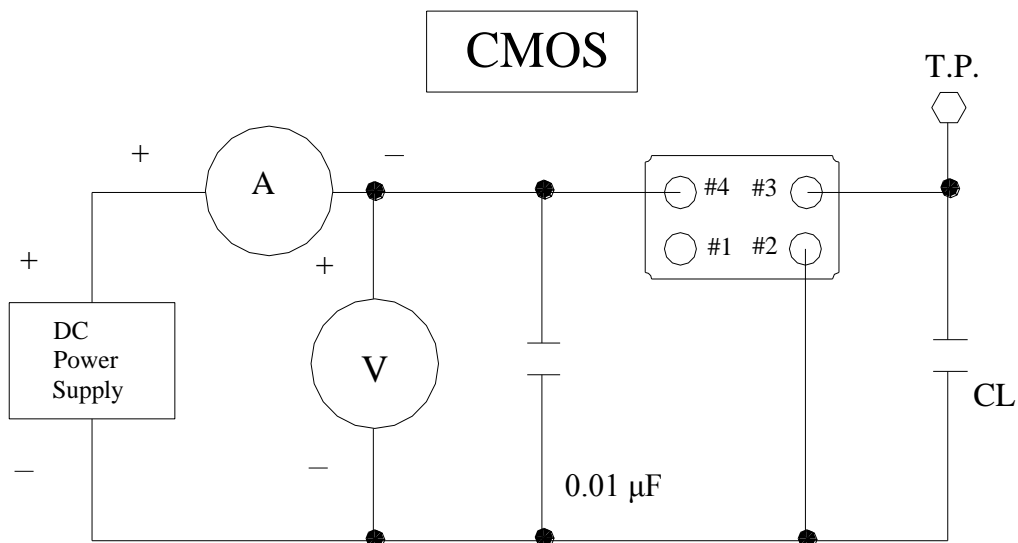 CMOS
T.P.
+
A
−
#4 #3
#1 #2
+
+
DC
Power
Supply
V
CL
−
−
0.01 μF